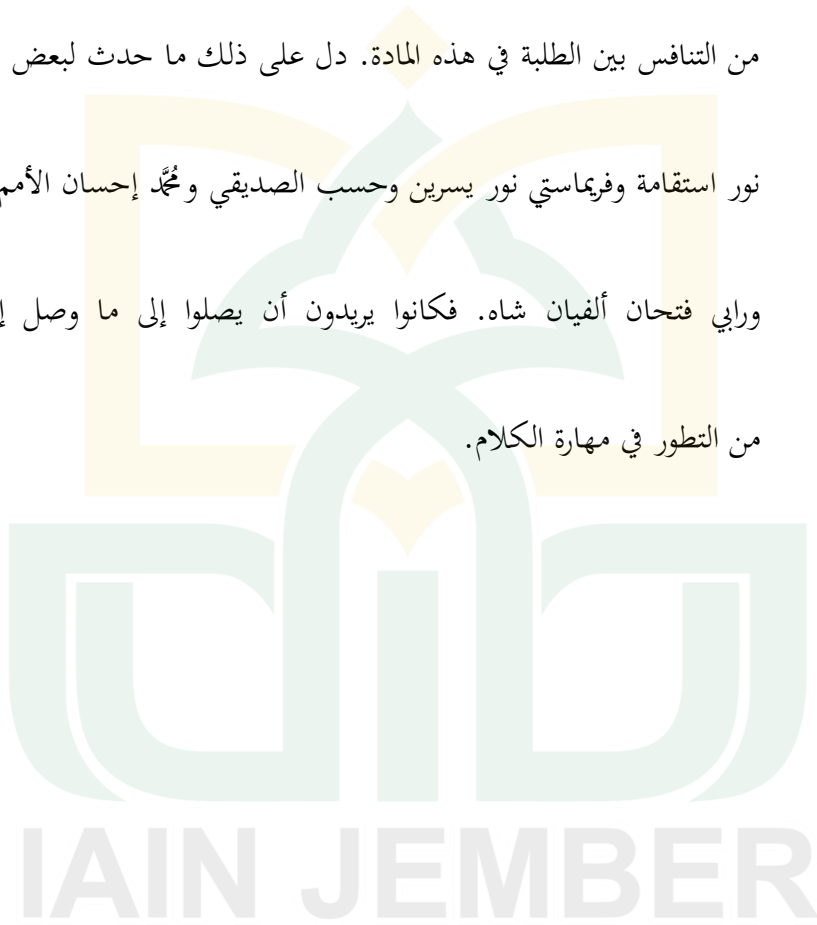 من التنافس بين الطلبة في هذه المادة. دل على ذلك ما حدث لبعض
نور استقامة وفريماستي نور يسرين وحسب الصديقي ومُحَّد إحسان الأمم
ورابي فتحان ألفيان شاه. فكانوا يريدون أن يصلوا إلى ما وصل
من التطور في مهارة الكلام.
IAIN JEMBER